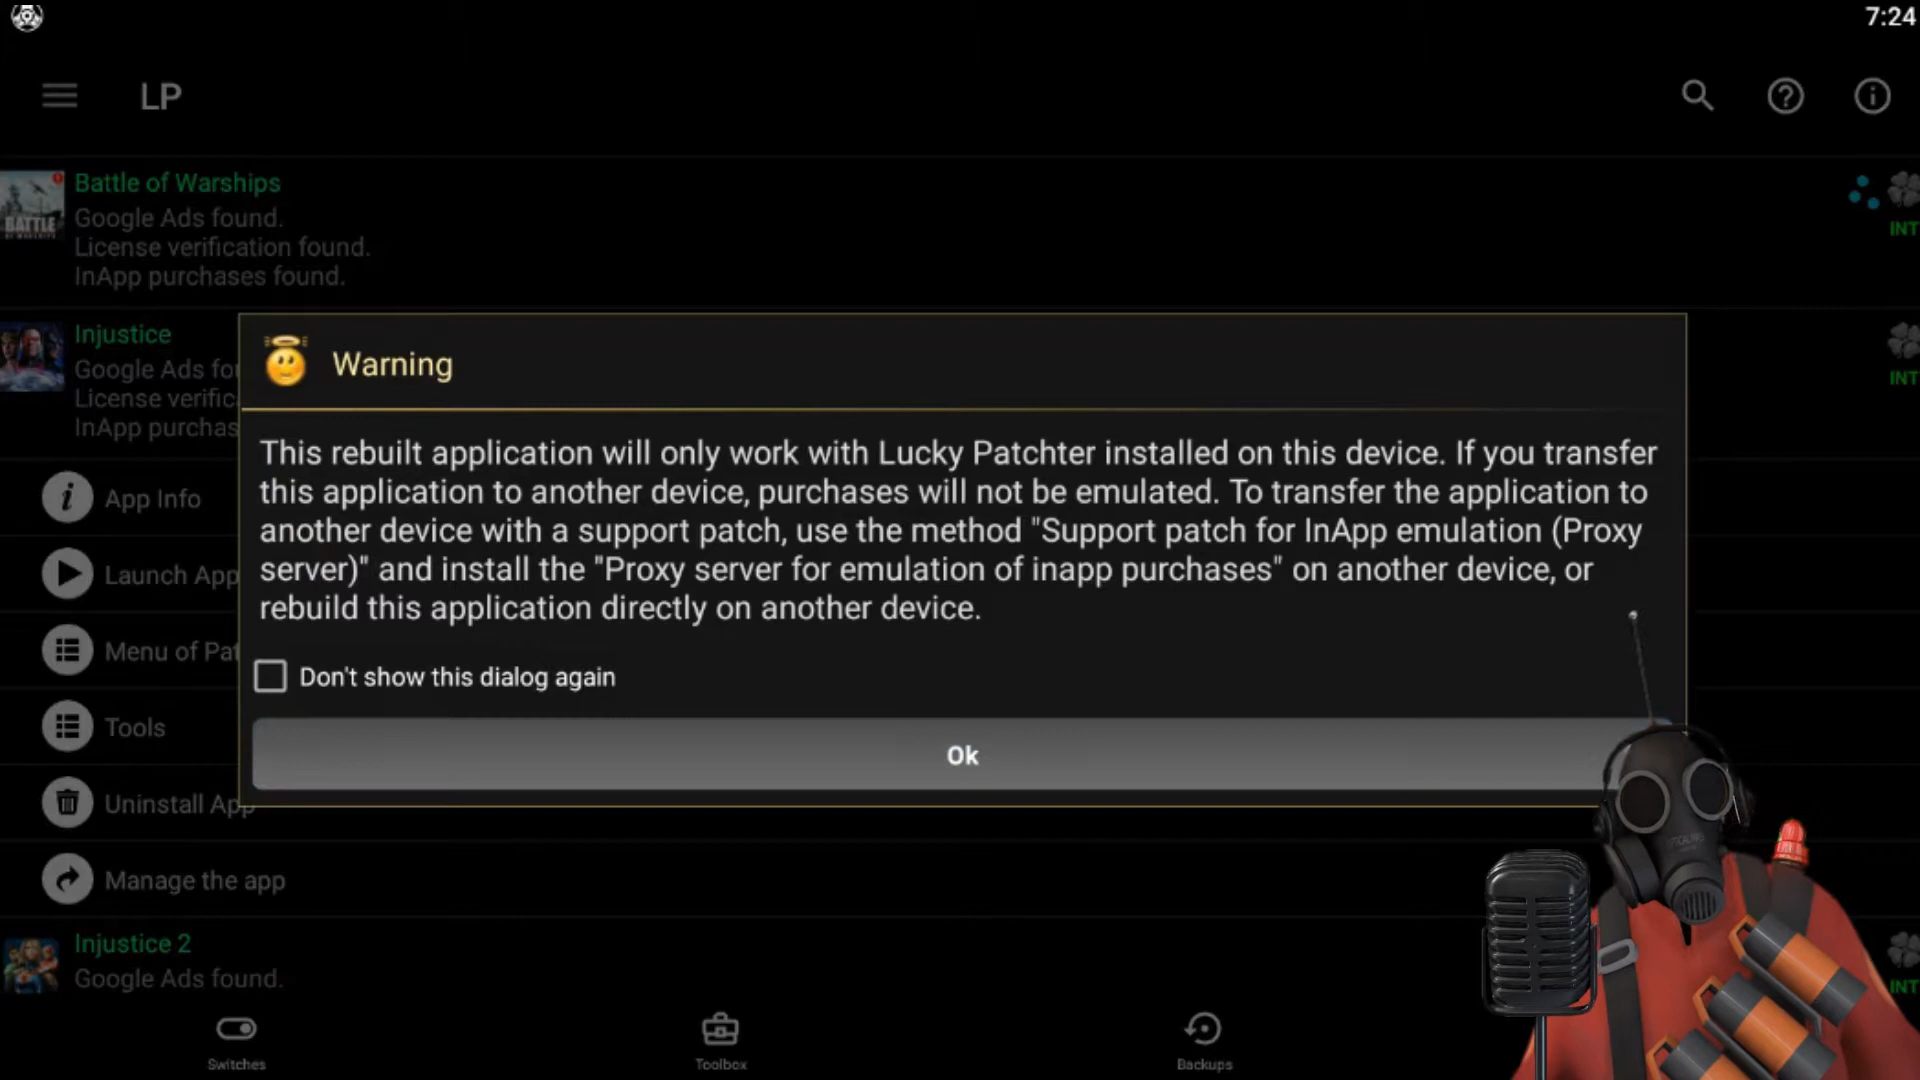 7:24
LP
Battle of Warships
Google Ads found.
License verification found.
InApp purchases found.
INT
BATTLE
Injustice
Google Ads fo
License verific
InApp purchas
INT
Warning
This rebuilt application will only work with Lucky Patchter installed on this device. If you transfer
this application to another device, purchases will not be emulated. To transfer the application to
another device with a support patch, use the method "Support patch for InApp emulation (Proxy
server)" and install the "Proxy server for emulation of inapp purchases" on another device, or
rebuild this application directly on another device.
Don't show this dialog again
Ok
App Info
Launch App
Menu of Pat
Tools
Uninstall App
Manage the app
Injustice 2
Google Ads found.
INT
Switches
Toolbox
Backups